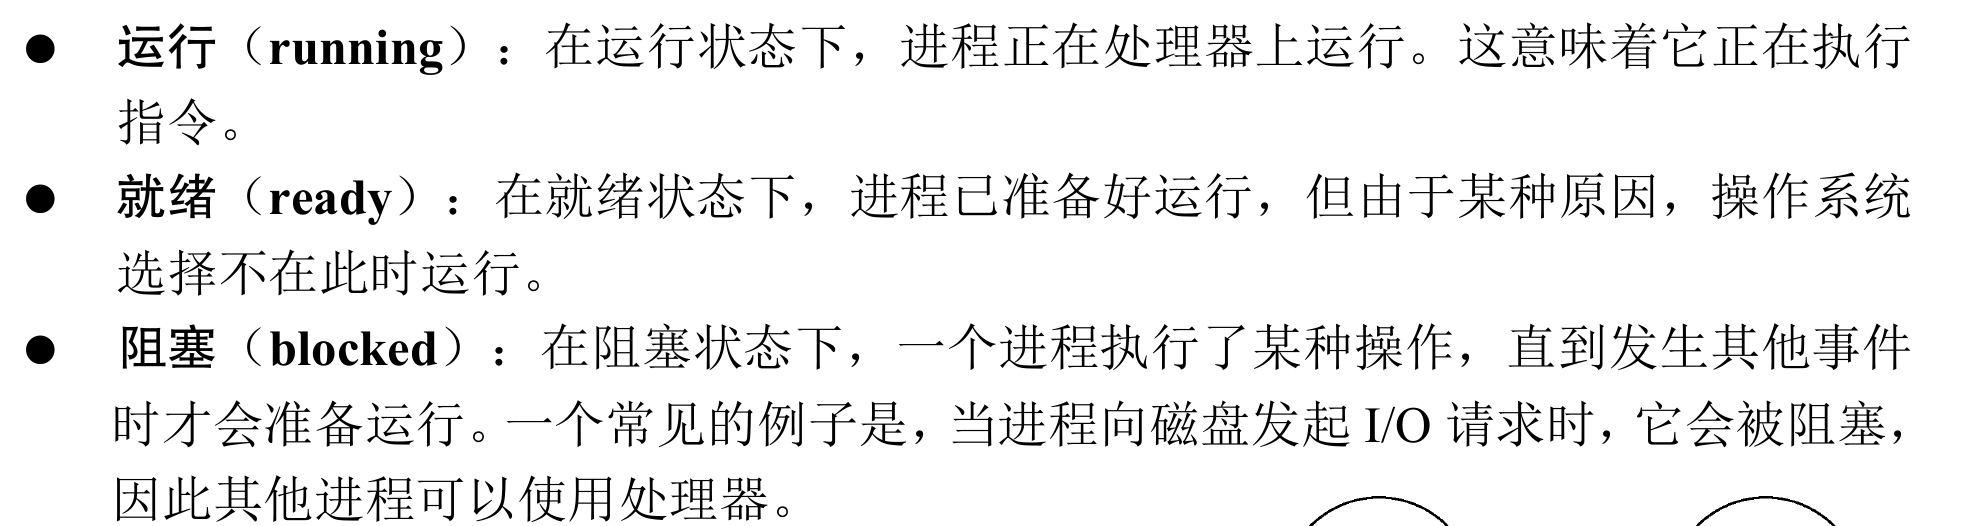 ● 运行（running）：在运行状态下，进程正在处理器上运行。这意味着它正在执行
指令。
● 就绪（ready）：在就绪状态下，进程已准备好运行，但由于某种原因，操作系统
选择不在此时运行。
● 阻塞（blocked）：在阻塞状态下，一个进程执行了某种操作，直到发生其他事件
时才会准备运行。一个常见的例子是，当进程向磁盘发起 I/O 请求时，它会被阻塞，
因此其他进程可以使用处理器。